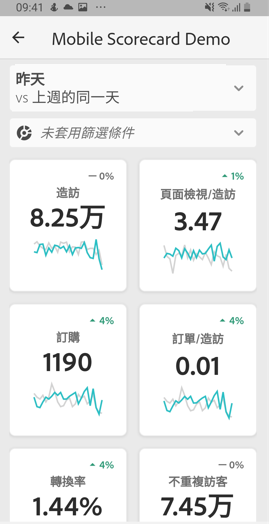 09:41
Mobile Scorecard Demo
昨天
vs 上週的同一天
未套用篩選條件
0%
造訪
8.25万
1%
頁面檢視/造訪
3.47
4%
訂購
1190
4%
訂單/造訪
0.01
4%
轉換率
1.44%
0%
不重複訪客
7.45万